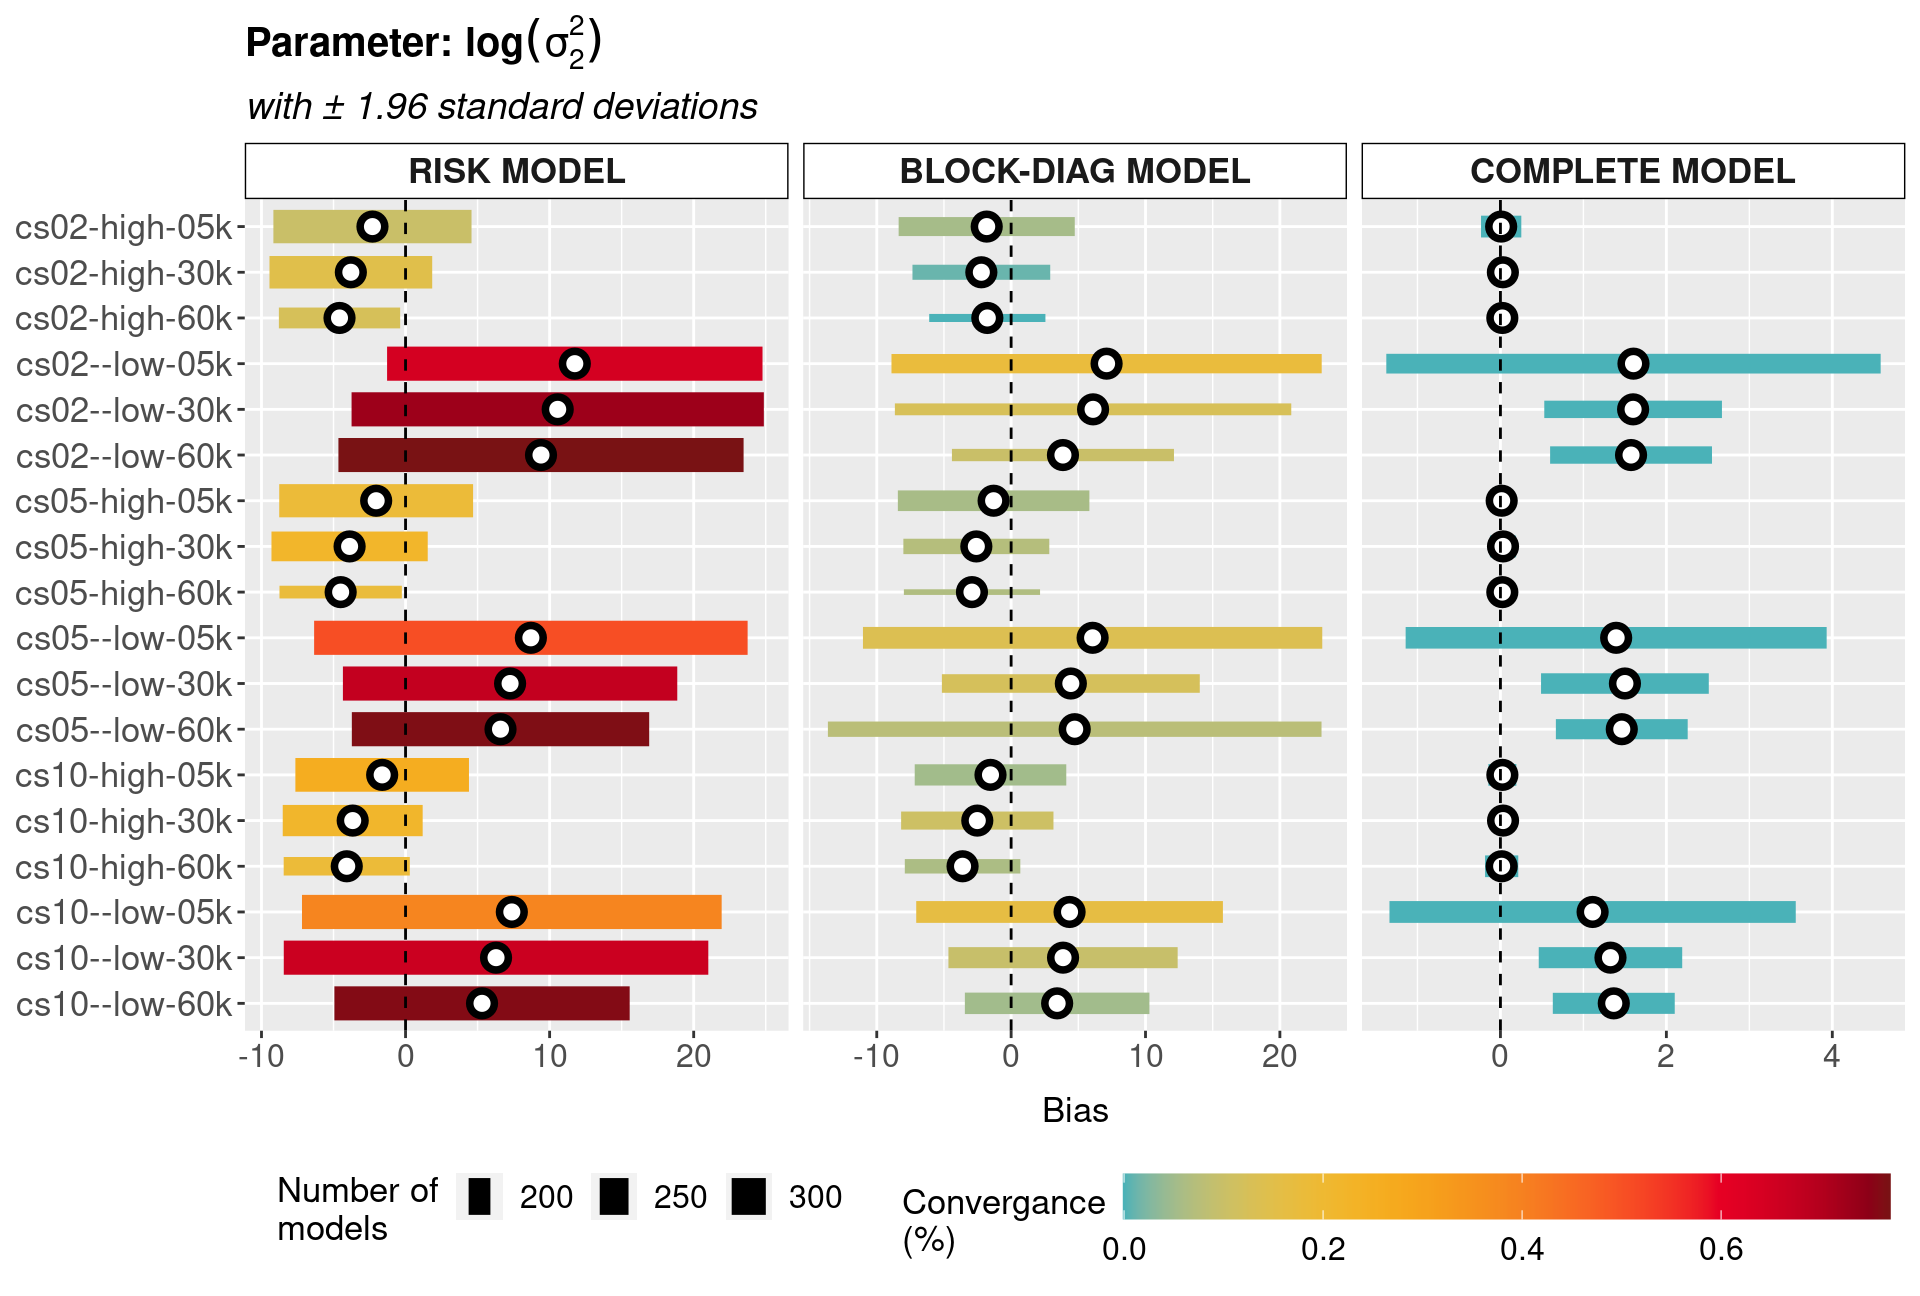 Parameter: log(σ₂²)
with ± 1.96 standard deviations
RISK MODEL BLOCK-DIAG MODEL COMPLETE MODEL
cs02-high-05k
cs02-high-30k
cs02-high-60k
cs02--low-05k
cs02--low-30k
cs02--low-60k
cs05-high-05k
cs05-high-30k
cs05-high-60k
cs05--low-05k
cs05--low-30k
cs05--low-60k
cs10-high-05k
cs10-high-30k
cs10-high-60k
cs10--low-05k
cs10--low-30k
cs10--low-60k
-10 0 10 20 -10 0 10 20 0 2 4
Bias
Number of
models
200 250 300
Convergance
(%)
0.0 0.2 0.4 0.6